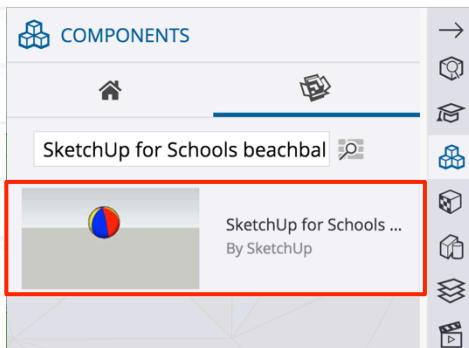 COMPONENTS
SketchUp for Schools beachbal
SketchUp for Schools ...
By SketchUp